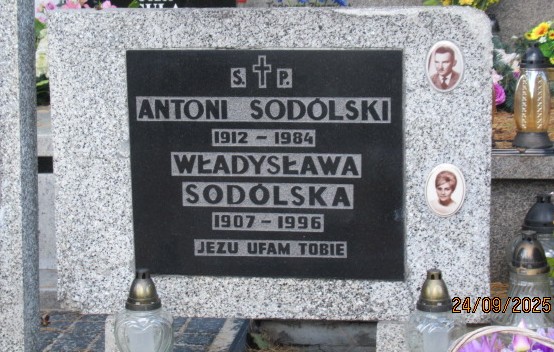 Ś. P.
ANTONI SODÓLSKI
1912 - 1984
WŁADYSŁAWA
SODÓLSKA
1907 - 1996
JEZU UFAM TOBIE
24/09/2025